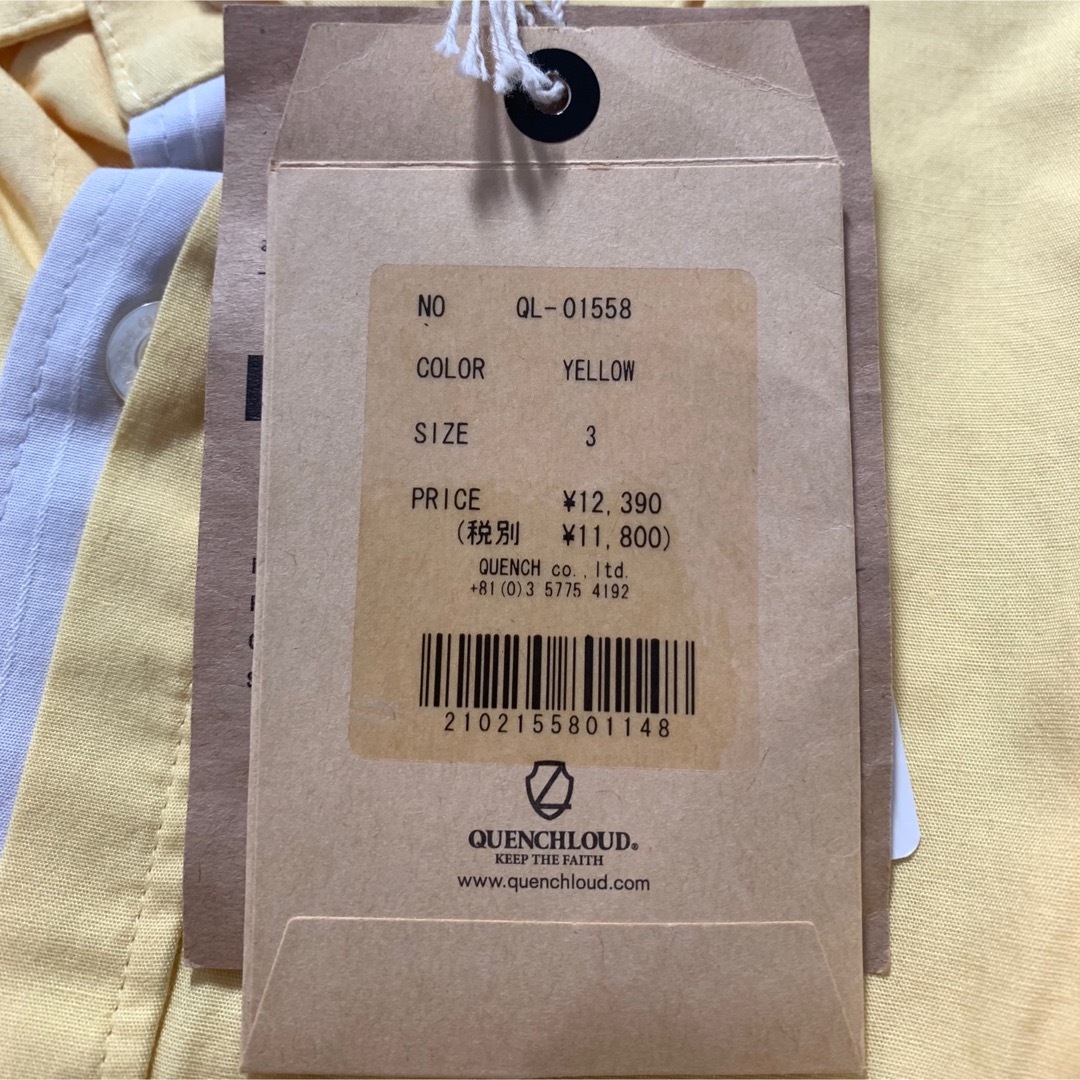 NO QL-01558
COLOR YELLOW
SIZE 3
PRICE ¥12,390
(税別 ¥11,800)
QUENCH co.,ltd.
+81(0)3 5775 4192
2102155801148
QUENCHLOUD®
KEEP THE FAITH
www.quenchloud.com